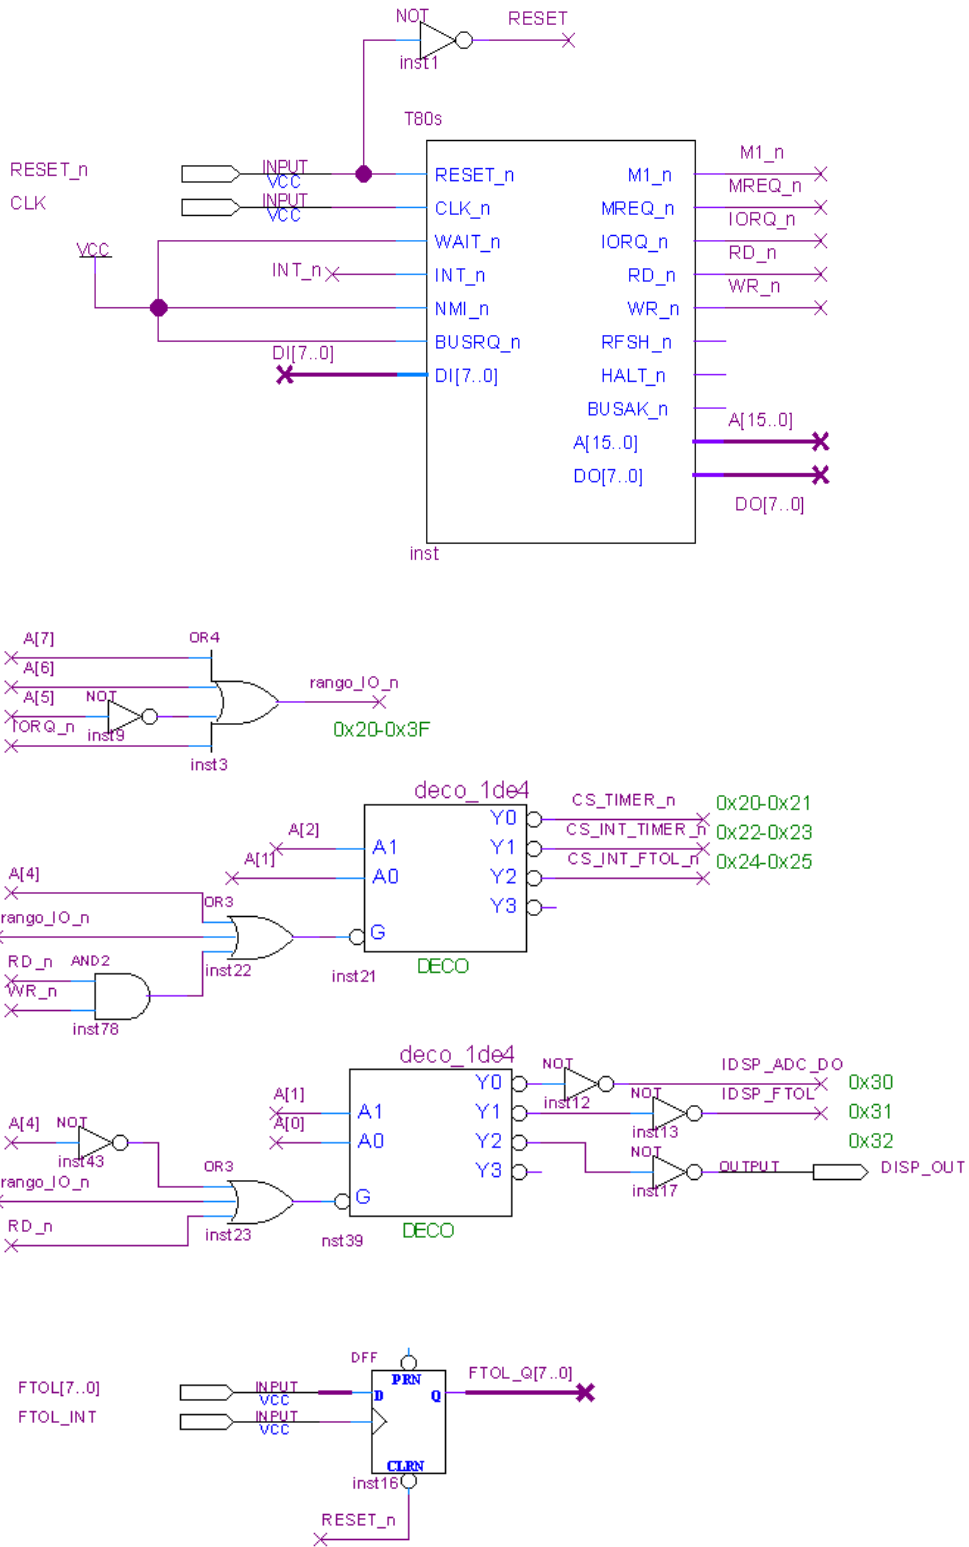 NOT
RESET
inst1
T80s
RESET_n
INPUT
VCC
RESET_n
M1_n
M1_n
CLK
INPUT
VCC
CLK_n
MREQ_n
MREQ_n
VCC
WAIT_n
IORQ_n
IORQ_n
INT_n
INT_n
RD_n
RD_n
NMI_n
WR_n
WR_n
BUSRQ_n
RFSH_n
DI[7..0]
DI[7..0]
HALT_n
BUSAK_n
A[15..0]
A[15..0]
DO[7..0]
DO[7..0]
inst
A[7]
OR4
A[6]
A[5]
NOT
rango_IO_n
IORQ_n
inst9
0x20-0x3F
inst3
deco_1de4
A[2]
A1
Y0
CS_TIMER_n
0x20-0x21
A[1]
A0
Y1
CS_INT_TIMER_n
0x22-0x23
A[4]
Y2
CS_INT_FTOL_n
0x24-0x25
OR3
Y3
rango_IO_n
G
RD_n
AND2
inst22
inst21
DECO
WR_n
inst78
deco_1de4
NOT
IDSP_ADC_DO
A[1]
A1
Y0
inst12
0x30
A[4]
NOT
A[0]
A0
Y1
NOT
IDSP_FTOL
0x31
inst43
inst13
Y2
NOT
0x32
OR3
Y3
inst17
OUTPUT
DISP_OUT
rango_IO_n
G
RD_n
inst23
nst39
DECO
DFF
PRN
FTOL[7..0]
INPUT
VCC
D
Q
FTOL_Q[7..0]
FTOL_INT
INPUT
VCC
CLRN
inst16
RESET_n